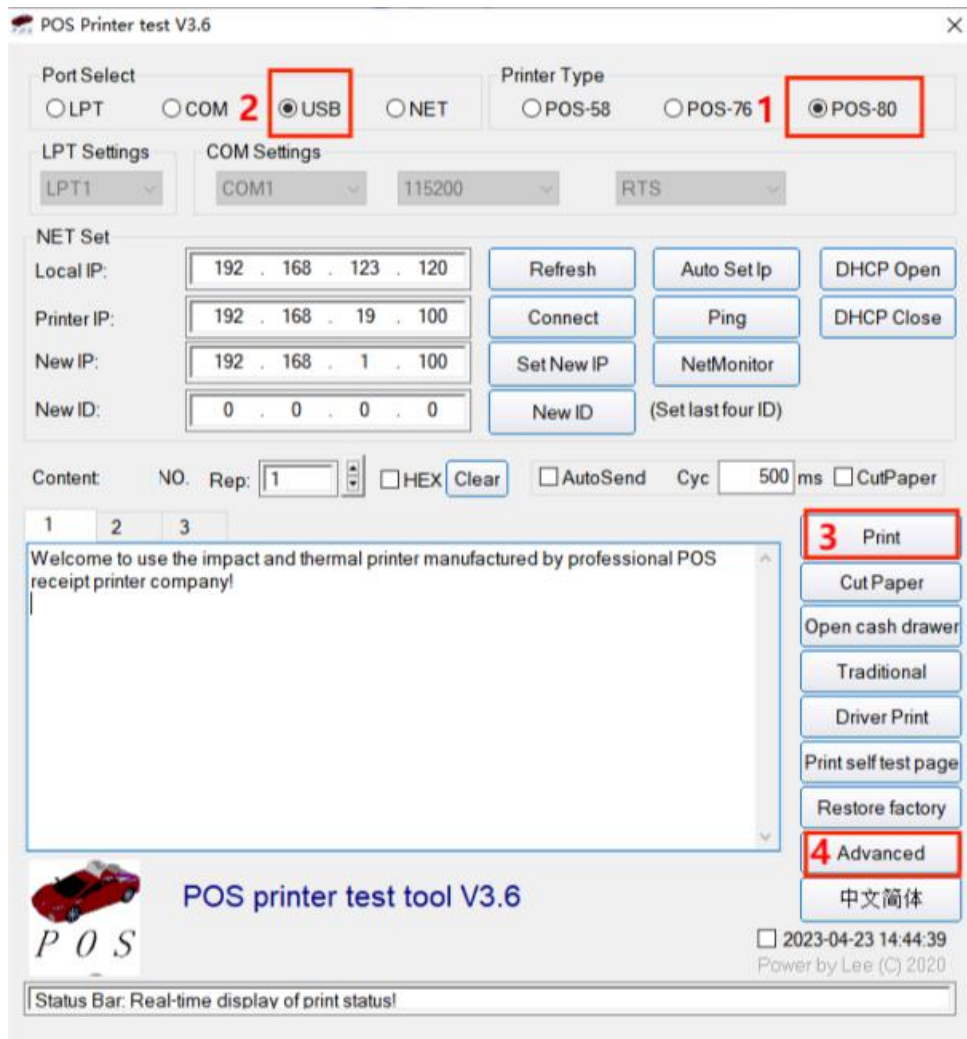 POS Printer test V3.6
Port Select
LPT COM 2 USB NET
Printer Type
POS-58 POS-76 1 POS-80
LPT Settings
LPT1
COM Settings
COM1 115200 RTS
NET Set
Local IP: 192 . 168 . 123 . 120 Refresh Auto Set Ip DHCP Open
Printer IP: 192 . 168 . 19 . 100 Connect Ping DHCP Close
New IP: 192 . 168 . 1 . 100 Set New IP NetMonitor
New ID: 0 . 0 . 0 . 0 New ID (Set last four ID)
Content: NO. Rep: 1 HEX Clear AutoSend Cyc 500 ms CutPaper
1 2 3
Welcome to use the impact and thermal printer manufactured by professional POS
receipt printer company!
3 Print
Cut Paper
Open cash drawer
Traditional
Driver Print
Print self test page
Restore factory
4 Advanced
中文简体
POS
POS printer test tool V3.6
2023-04-23 14:44:39
Power by Lee (C) 2020
Status Bar: Real-time display of print status!